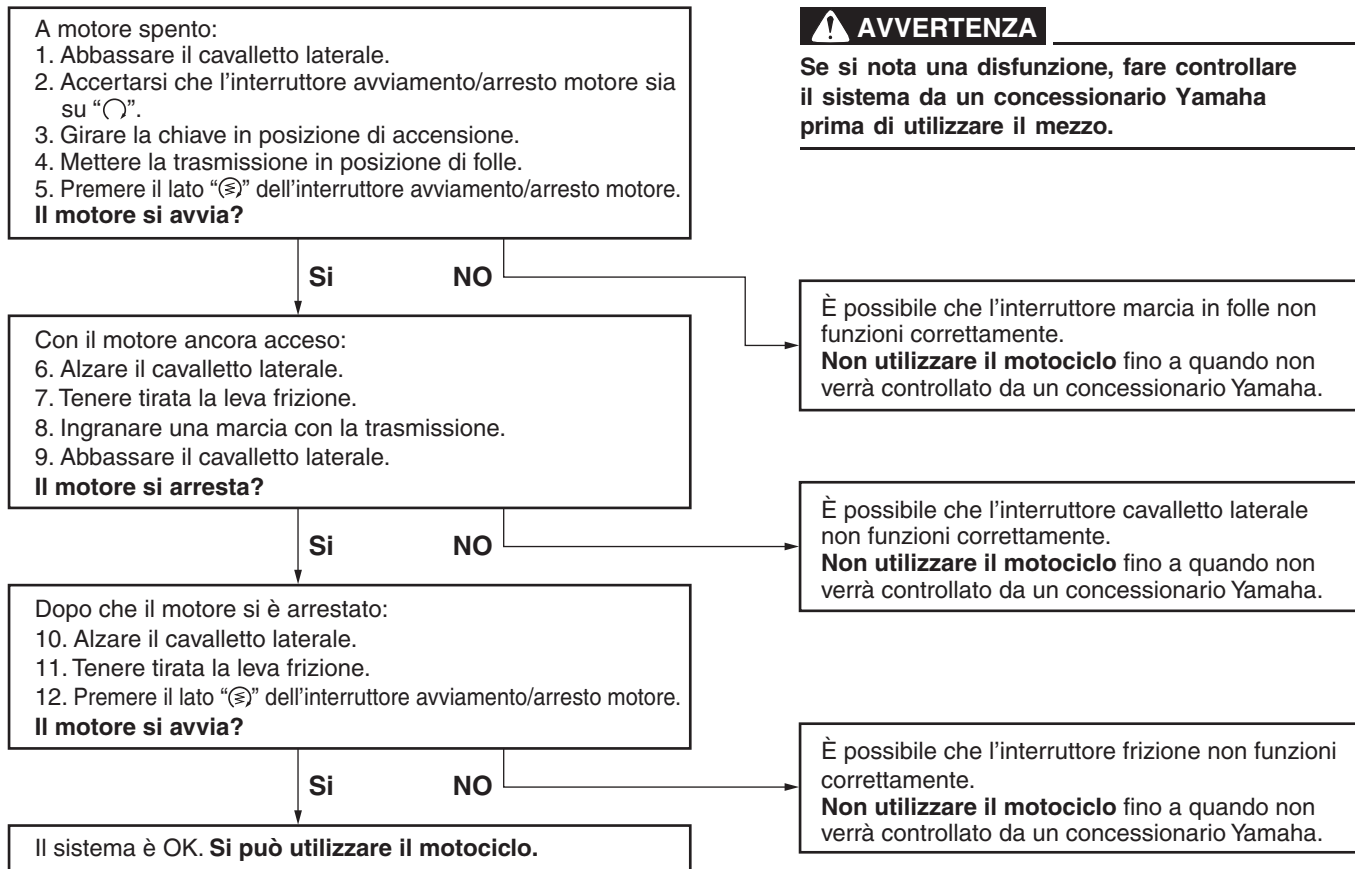 A motore spento:
1. Abbassare il cavalletto laterale.
2. Accertarsi che l'interruttore avviamento/arresto motore sia
su “○”.
3. Girare la chiave in posizione di accensione.
4. Mettere la trasmissione in posizione di folle.
5. Premere il lato “” dell'interruttore avviamento/arresto motore.
Il motore si avvia?
AVVERTENZA
Se si nota una disfunzione, fare controllare
il sistema da un concessionario Yamaha
prima di utilizzare il mezzo.
Si NO
È possibile che l'interruttore marcia in folle non
funzioni correttamente.
Non utilizzare il motociclo fino a quando non
verrà controllato da un concessionario Yamaha.
Con il motore ancora acceso:
6. Alzare il cavalletto laterale.
7. Tenere tirata la leva frizione.
8. Ingranare una marcia con la trasmissione.
9. Abbassare il cavalletto laterale.
Il motore si arresta?
Si NO
È possibile che l'interruttore cavalletto laterale
non funzioni correttamente.
Non utilizzare il motociclo fino a quando non
verrà controllato da un concessionario Yamaha.
Dopo che il motore si è arrestato:
10. Alzare il cavalletto laterale.
11. Tenere tirata la leva frizione.
12. Premere il lato “” dell'interruttore avviamento/arresto motore.
Il motore si avvia?
Si NO
È possibile che l'interruttore frizione non funzioni
correttamente.
Non utilizzare il motociclo fino a quando non
verrà controllato da un concessionario Yamaha.
Il sistema è OK. Si può utilizzare il motociclo.